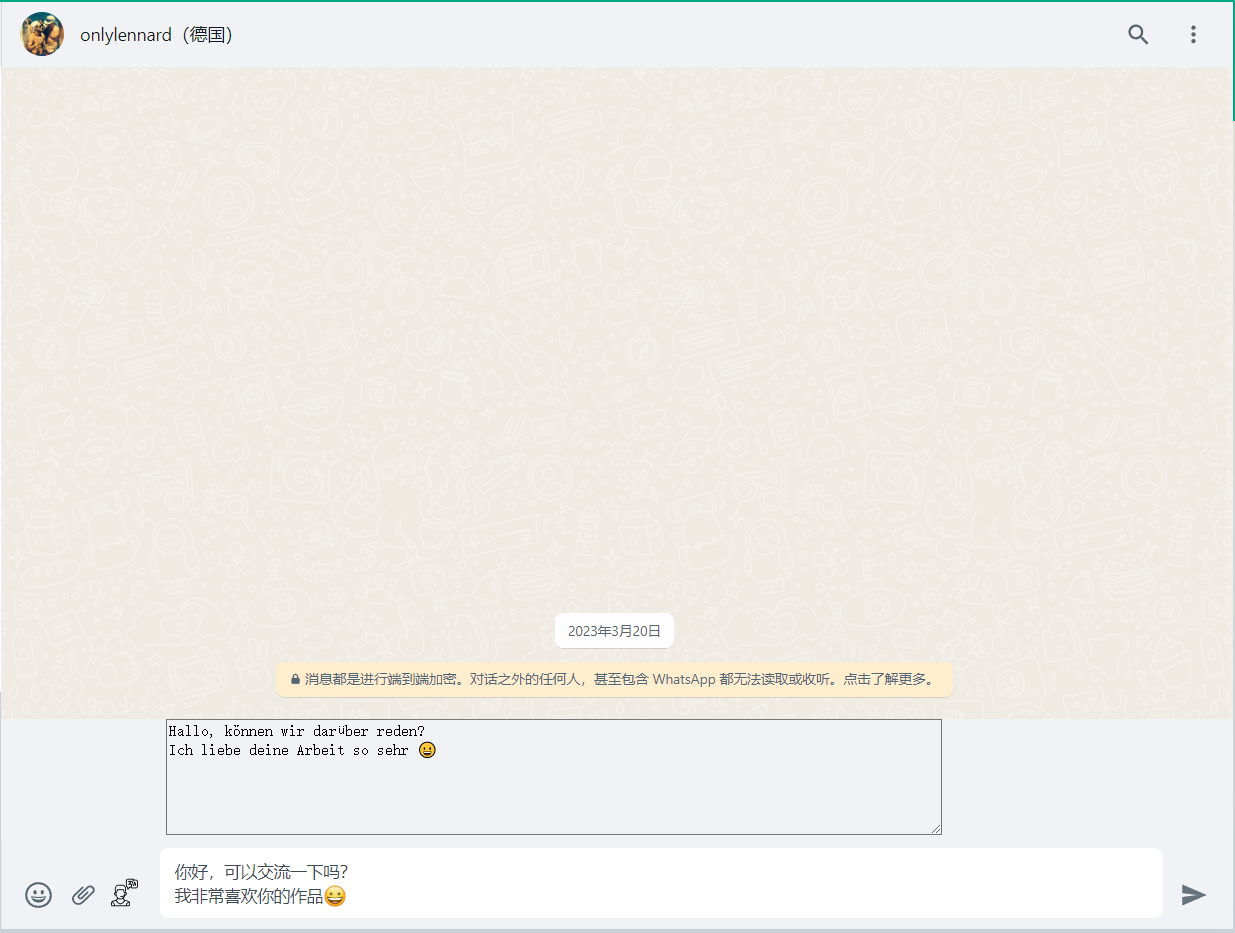 onlylennard（德国）
2023年3月20日
消息都是进行端到端加密。对话之外的任何人，甚至包含 WhatsApp 都无法读取或收听。点击了解更多。
Hallo, können wir darüber reden?
Ich liebe deine Arbeit so sehr 😀
你好，可以交流一下吗？
我非常喜欢你的作品😀